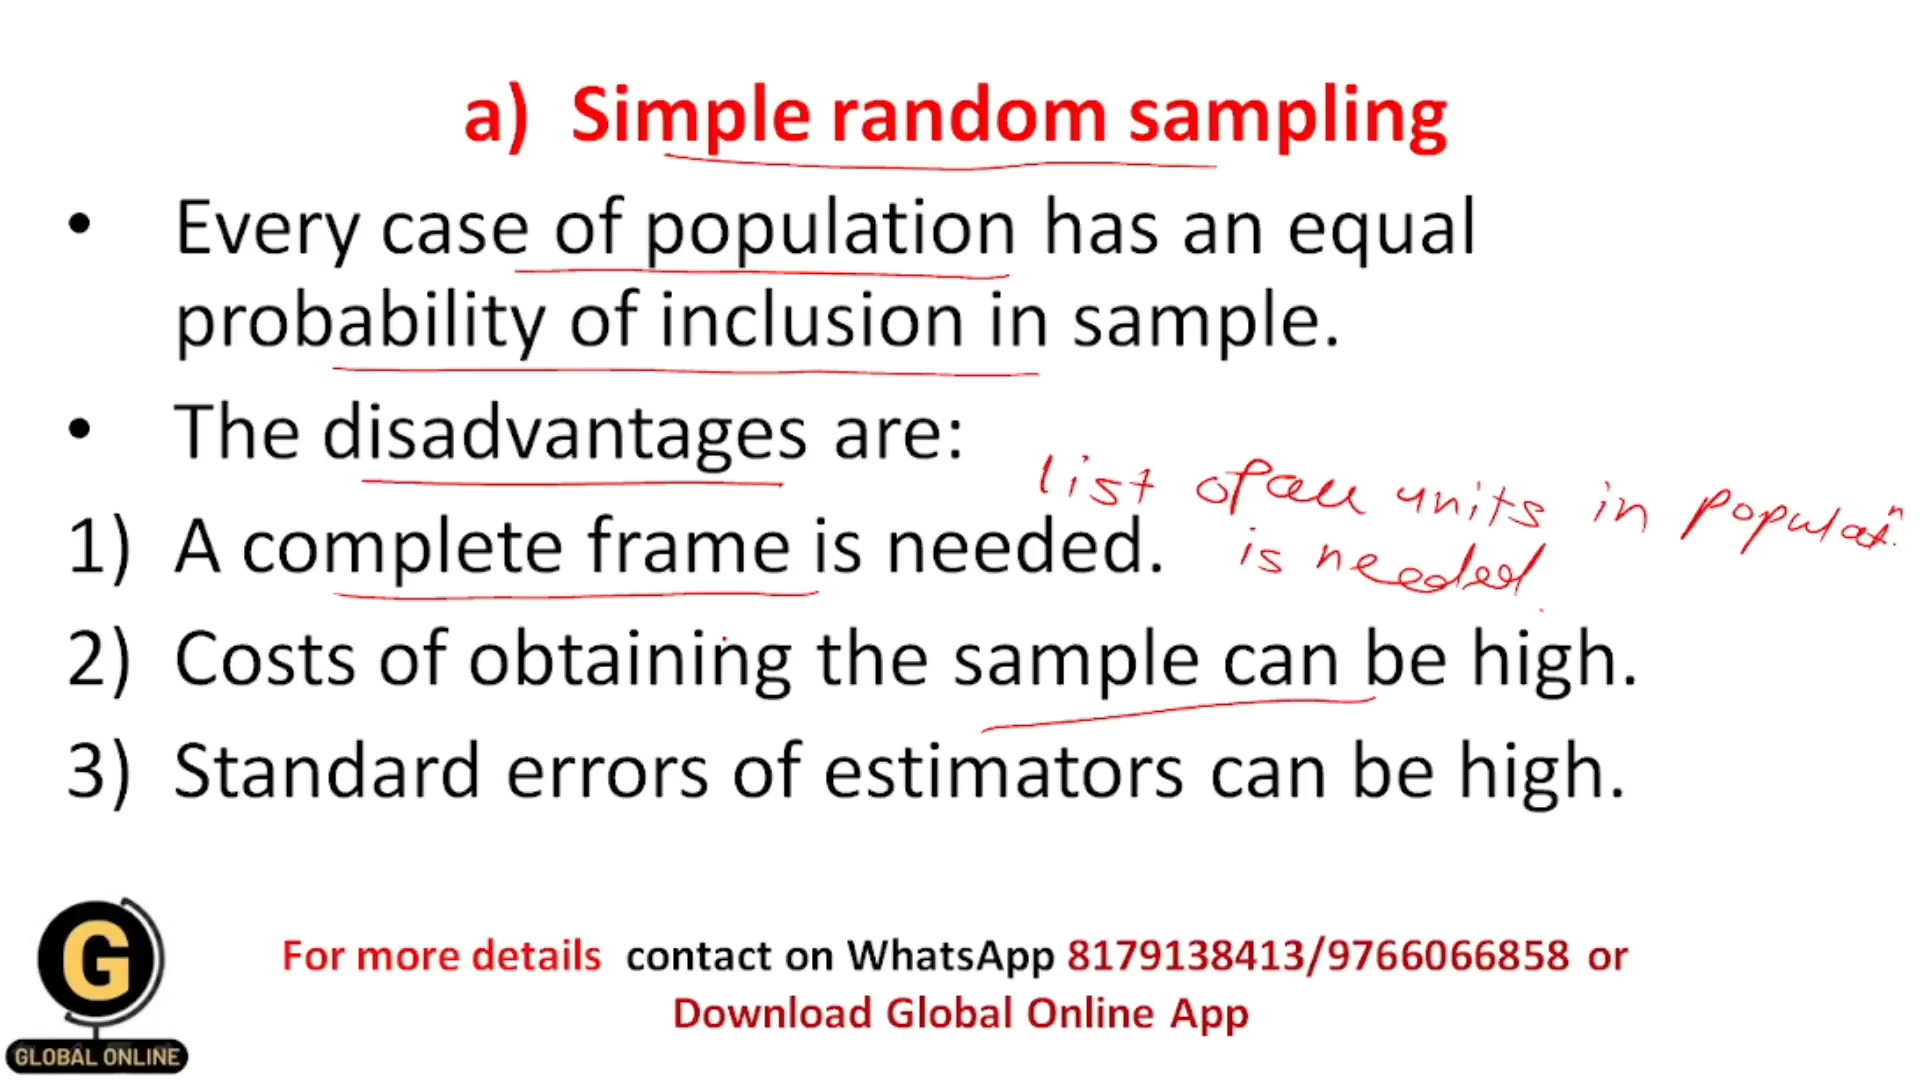 a) Simple random sampling
• Every case of population has an equal
probability of inclusion in sample.
• The disadvantages are:
list of all units in populatⁿ.
1) A complete frame is needed.
is needed
2) Costs of obtaining the sample can be high.
3) Standard errors of estimators can be high.
G
GLOBAL ONLINE
For more details contact on WhatsApp 8179138413/9766066858 or
Download Global Online App